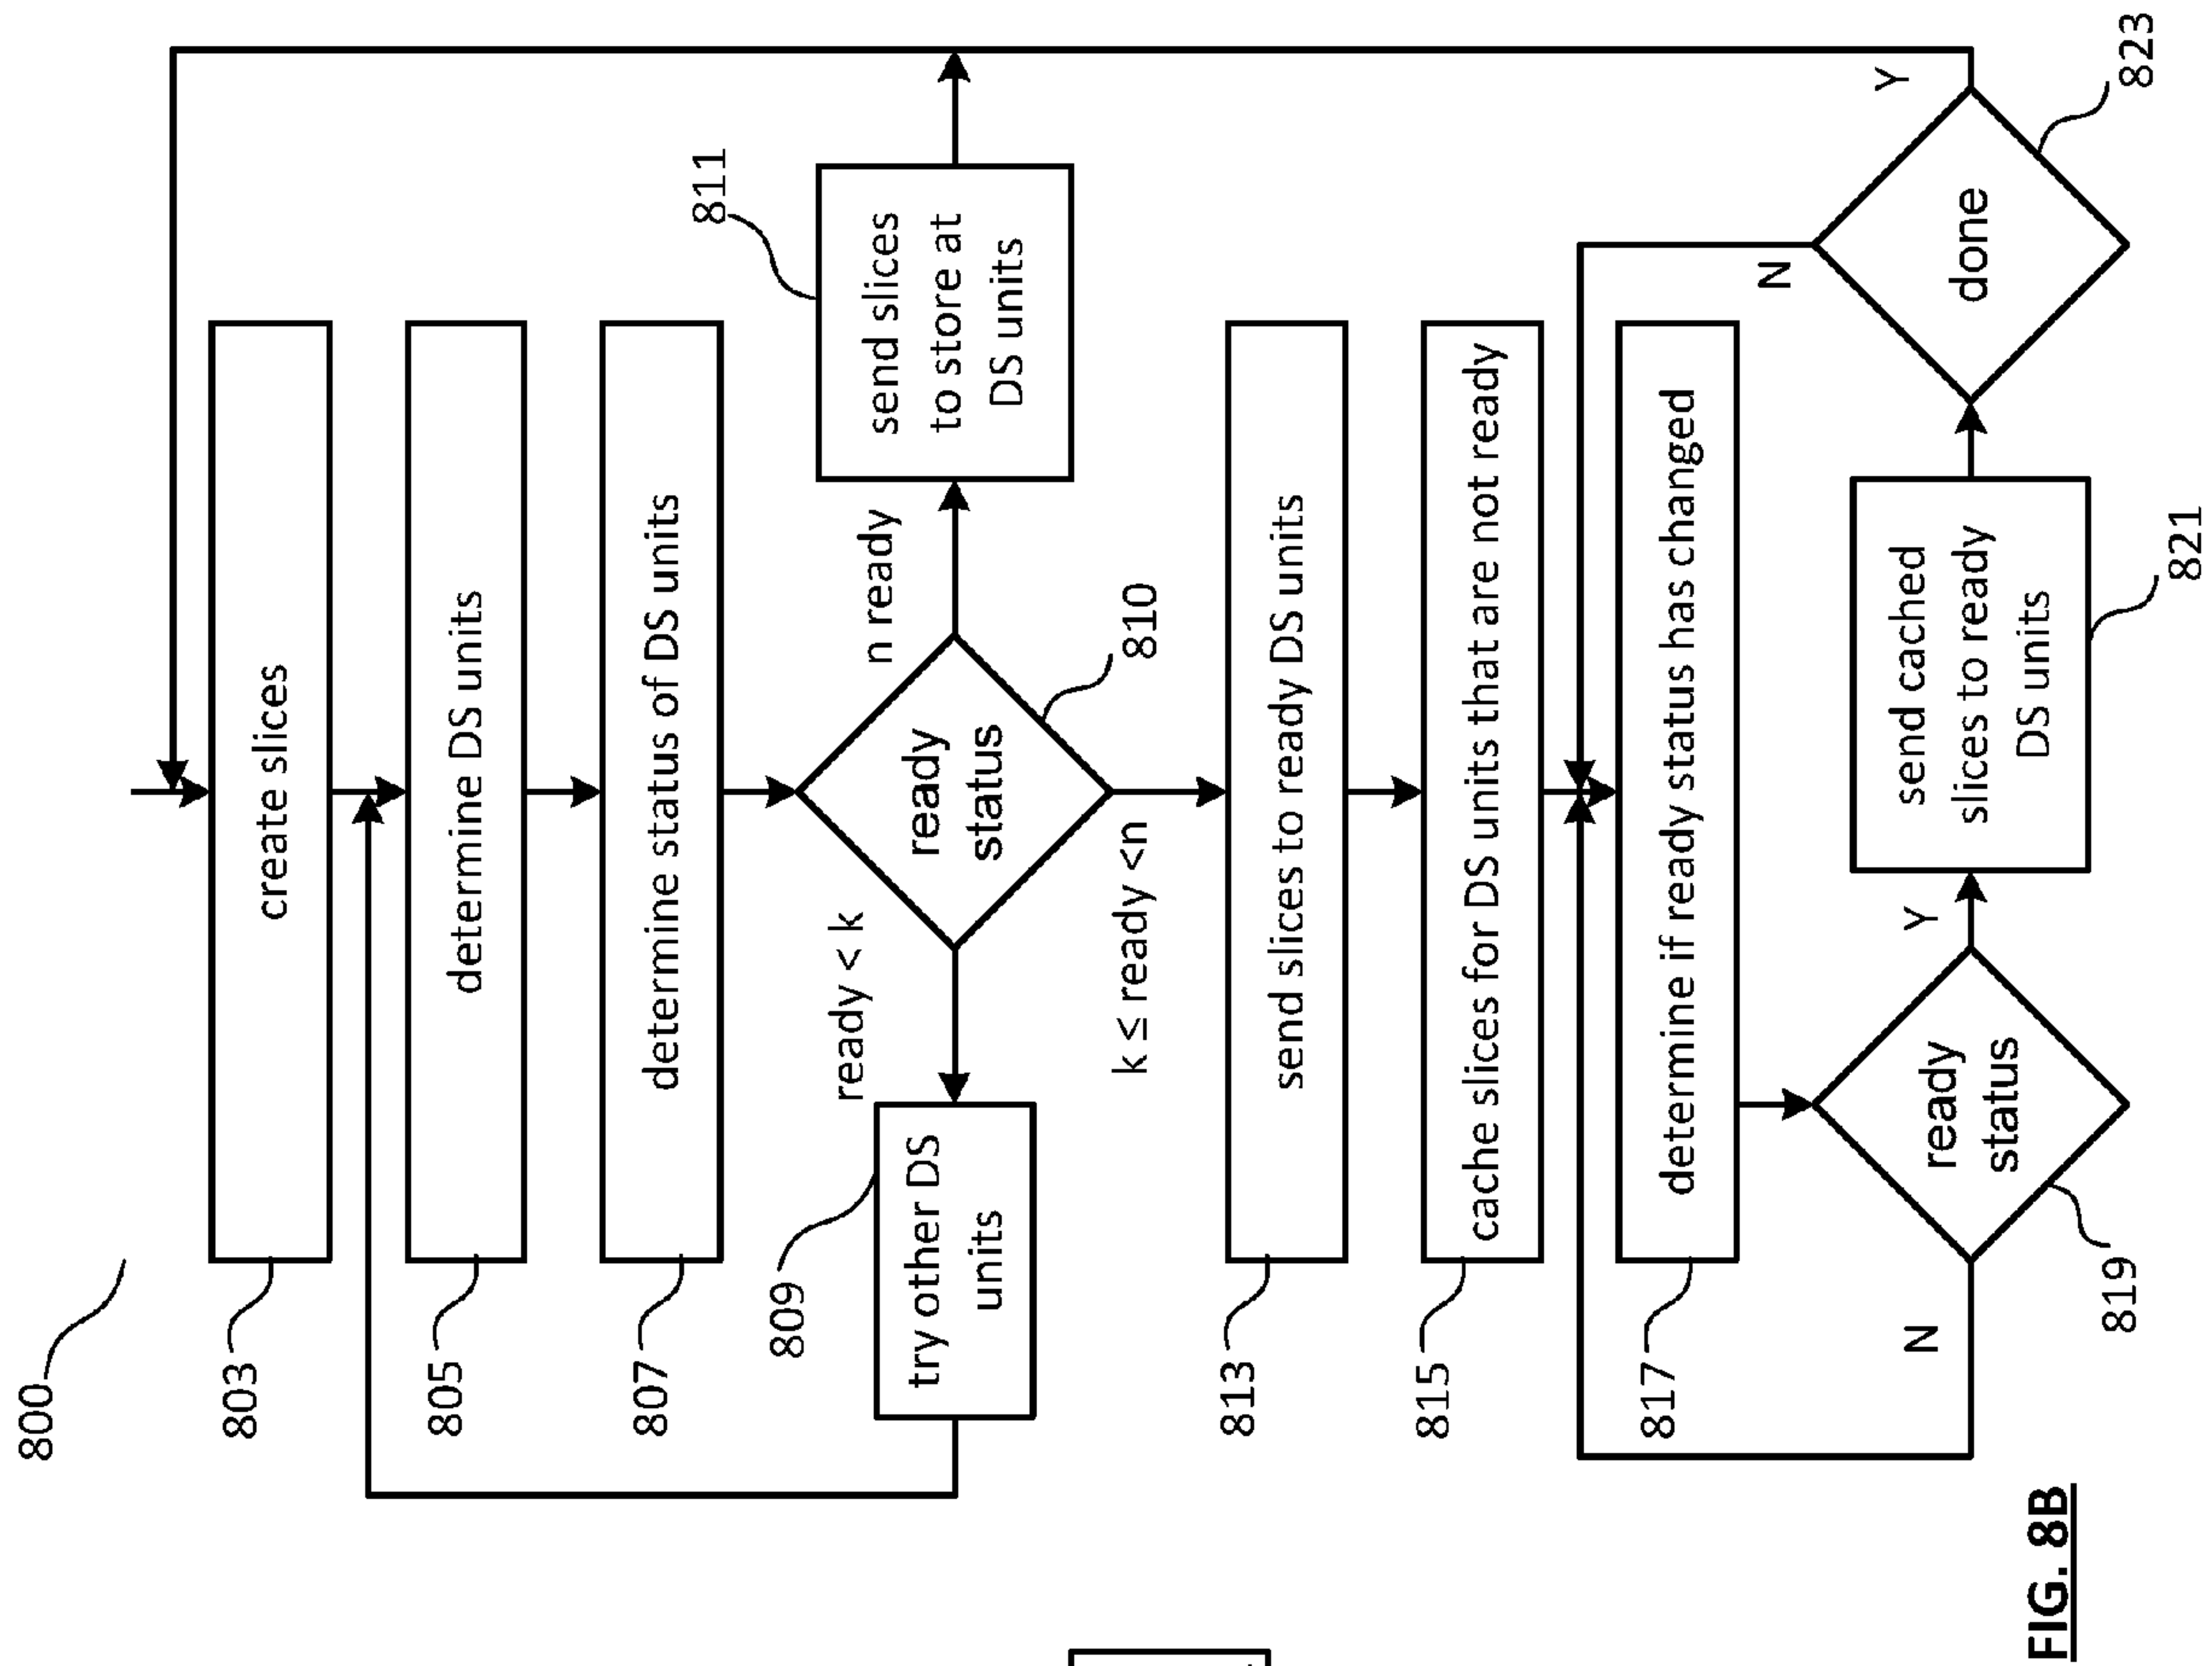 800
803
create slices
805
determine DS units
807
determine status of DS units
ready < k
n ready
809
try other DS
units
ready
status
810
811
send slices
to store at
DS units
k ≤ ready <n
813
send slices to ready DS units
815
cache slices for DS units that are not ready
817
determine if ready status has changed
N
ready
status
819
Y
send cached
slices to ready
DS units
821
N
done
Y
823
FIG. 8B